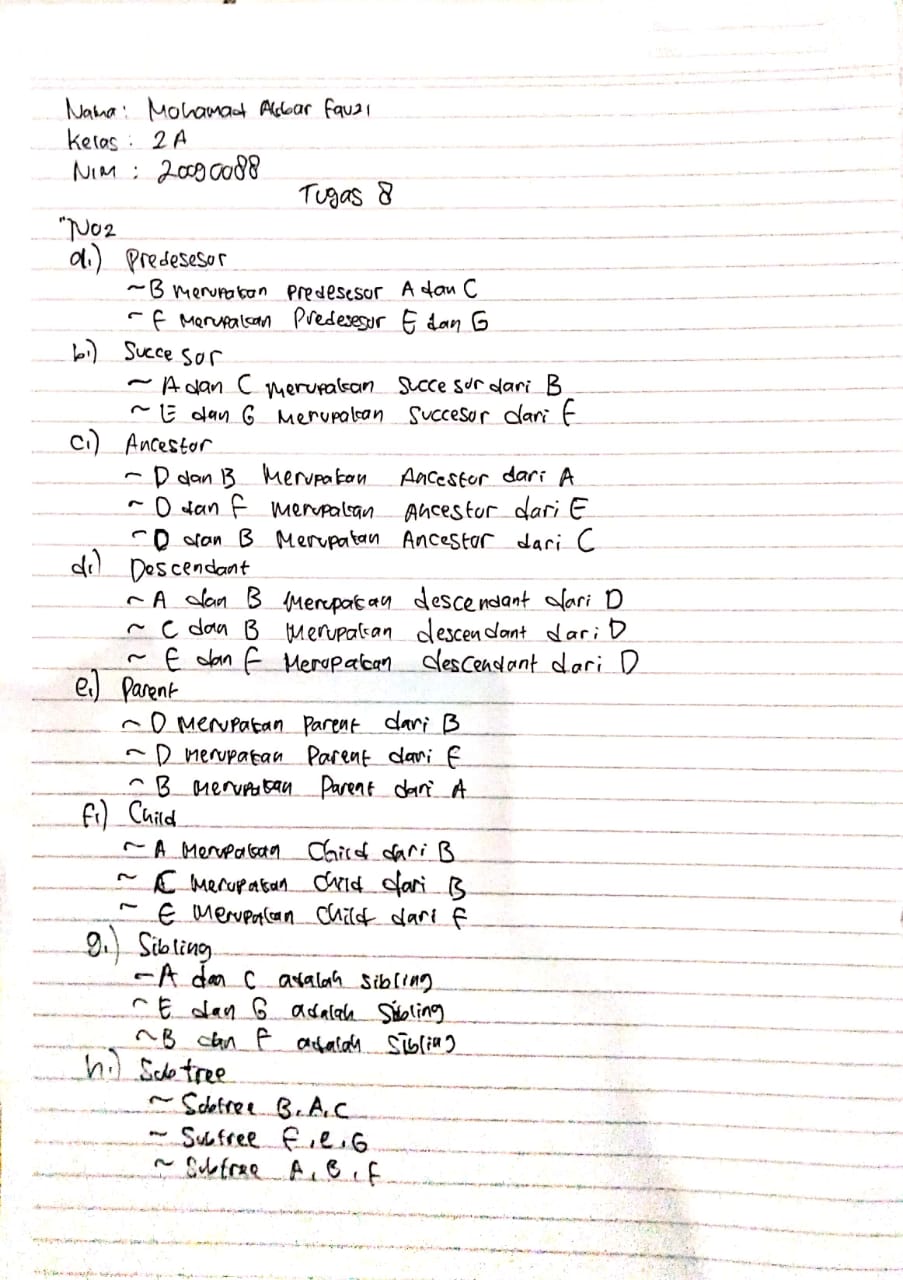 Nama: Mohamad Akbar Fauzi
Kelas : 2 A
NIM : 20090088
Tugas 8
"No2
a.) Predesesor
~B Merupakan predesesor A dan C
~ F Merupakan Predesesor E dan G
b.) Succesor
~ A dan C Merupakan Succesor dari B
~ E dan G Merupakan Succesor dari F
c.) Ancestor
~ D dan B Merupakan Ancestor dari A
~ D dan F Merupakan Ancestor dari E
~ D dan B Merupakan Ancestor dari C
d.) Descendant
~ A dan B Merupakan descendant dari D
~ C dan B Merupakan descendant dari D
~ E dan F Merupakan descendant dari D
e.) Parent
~ D Merupakan Parent dari B
~ D Merupakan Parent dari F
~ B Merupakan Parent dari A
f.) Child
~ A Merupakan Child dari B
~ C Merupakan Child dari B
~ E Merupakan Child dari F
g.) Sibling
~ A dan C adalah sibling
~ E dan G adalah Sibling
~B dan F adalah Sibling
h.) Subtree
~ Subtree B, A, C
~ Subtree F, e, G
~ Subtree A, B, F